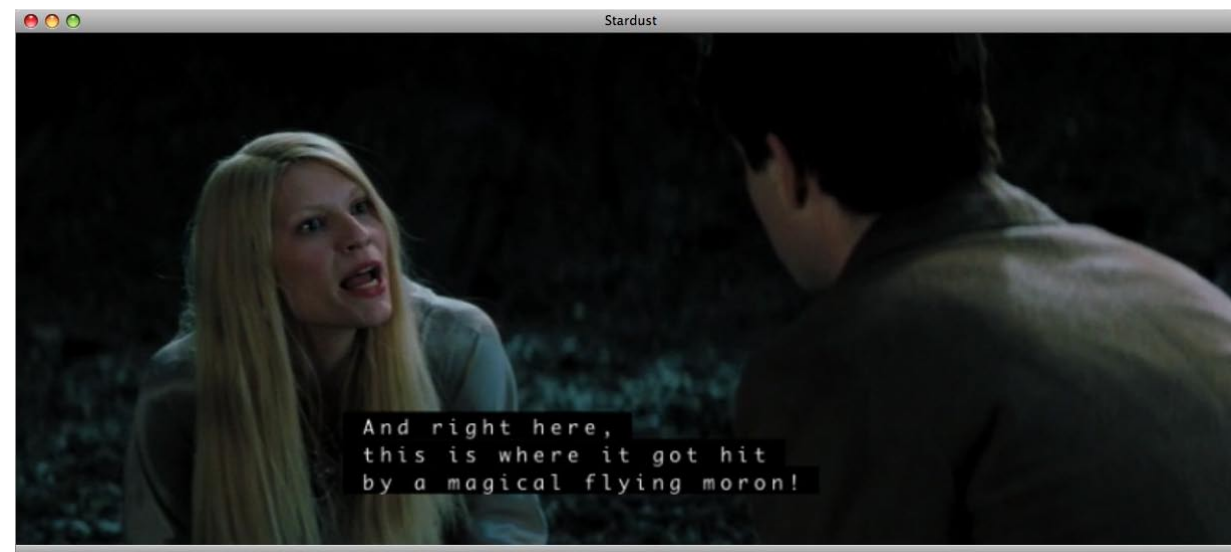 Stardust
And right here,
this is where it got hit
by a magical flying moron!